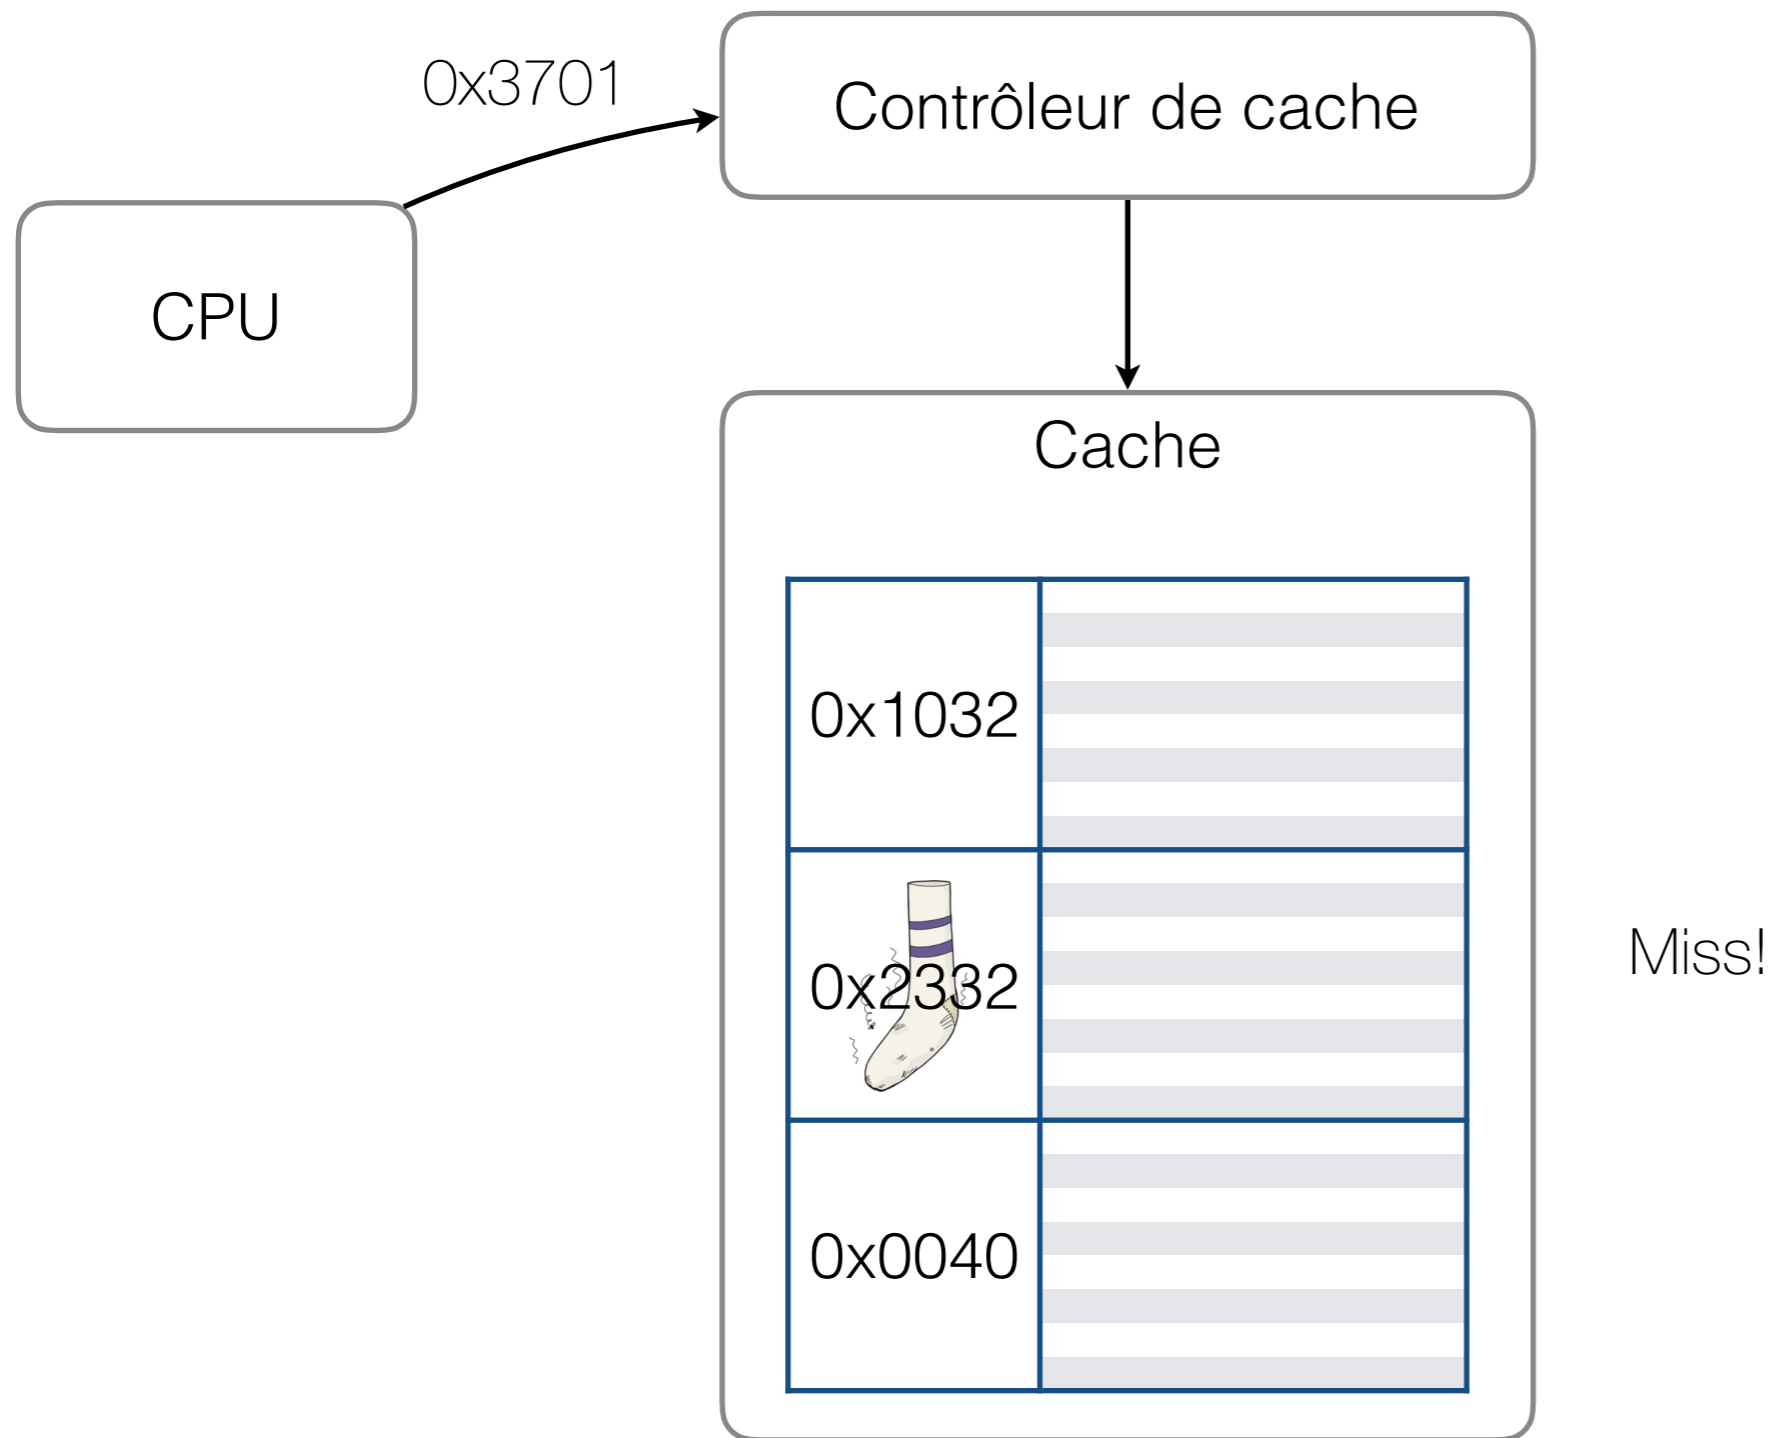 0x3701
Contrôleur de cache
CPU
Cache
0x1032
0x2332
Miss!
0x0040